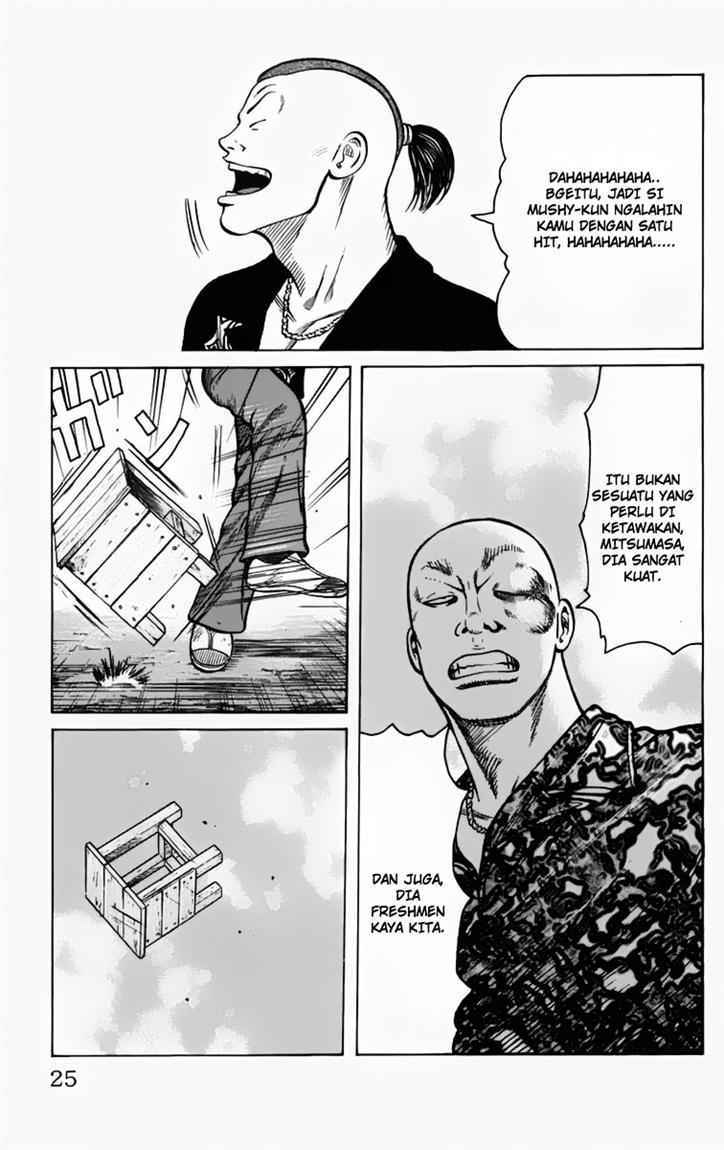 DAHAHAHAHAHA..
BGEITU, JADI SI
MUSHY-KUN NGALAHIN
KAMU DENGAN SATU
HIT, HAHAHAHAHA.....
ITU BUKAN
SESUATU YANG
PERLU DI
KETAWAKAN,
MITSUMASA,
DIA SANGAT
KUAT.
DAN JUGA,
DIA
FRESHMEN
KAYA KITA.
25